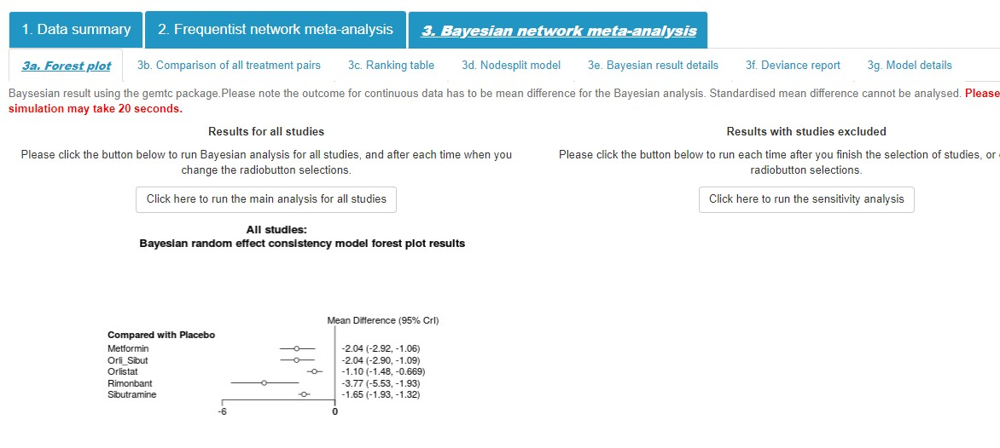 1. Data summary
2. Frequentist network meta-analysis
3. Bayesian network meta-analysis
3a. Forest plot
3b. Comparison of all treatment pairs
3c. Ranking table
3d. Nodesplit model
3e. Bayesian result details
3f. Deviance report
3g. Model details
Baysesian result using the gemtc package.Please note the outcome for continuous data has to be mean difference for the Bayesian analysis. Standardised mean difference cannot be analysed. Please
simulation may take 20 seconds.
Results for all studies
Please click the button below to run Bayesian analysis for all studies, and after each time when you
change the radiobutton selections.
Click here to run the main analysis for all studies
Results with studies excluded
Please click the button below to run each time after you finish the selection of studies, or
radiobutton selections.
Click here to run the sensitivity analysis
All studies:
Bayesian random effect consistency model forest plot results
Mean Difference (95% CrI)
Compared with Placebo
Metformin -2.04 (-2.92, -1.06)
Orli_Sibut -2.04 (-2.90, -1.09)
Orlistat -1.10 (-1.48, -0.669)
Rimonbant -3.77 (-5.53, -1.93)
Sibutramine -1.65 (-1.93, -1.32)
-6 0